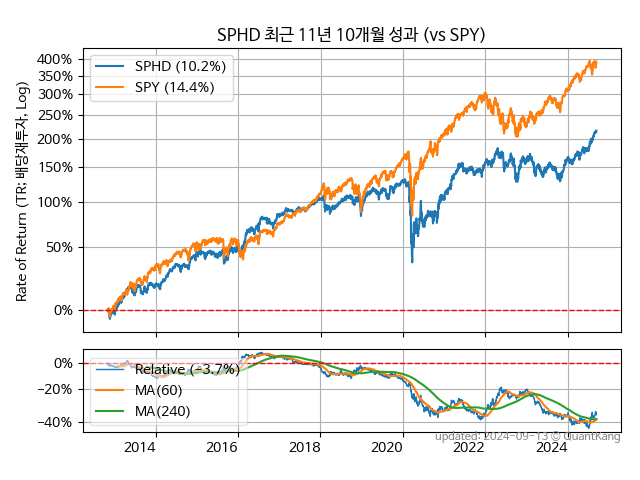 SPHD 최근 11년 10개월 성과 (vs SPY)
Rate of Return (TR; 배당재투자, Log)
400%
350%
300%
250%
200%
150%
100%
50%
0%
SPHD (10.2%)
SPY (14.4%)
0%
−20%
−40%
Relative (−3.7%)
MA(60)
MA(240)
2014 2016 2018 2020 2022 2024
updated: 2024-09-13 © QuantKang